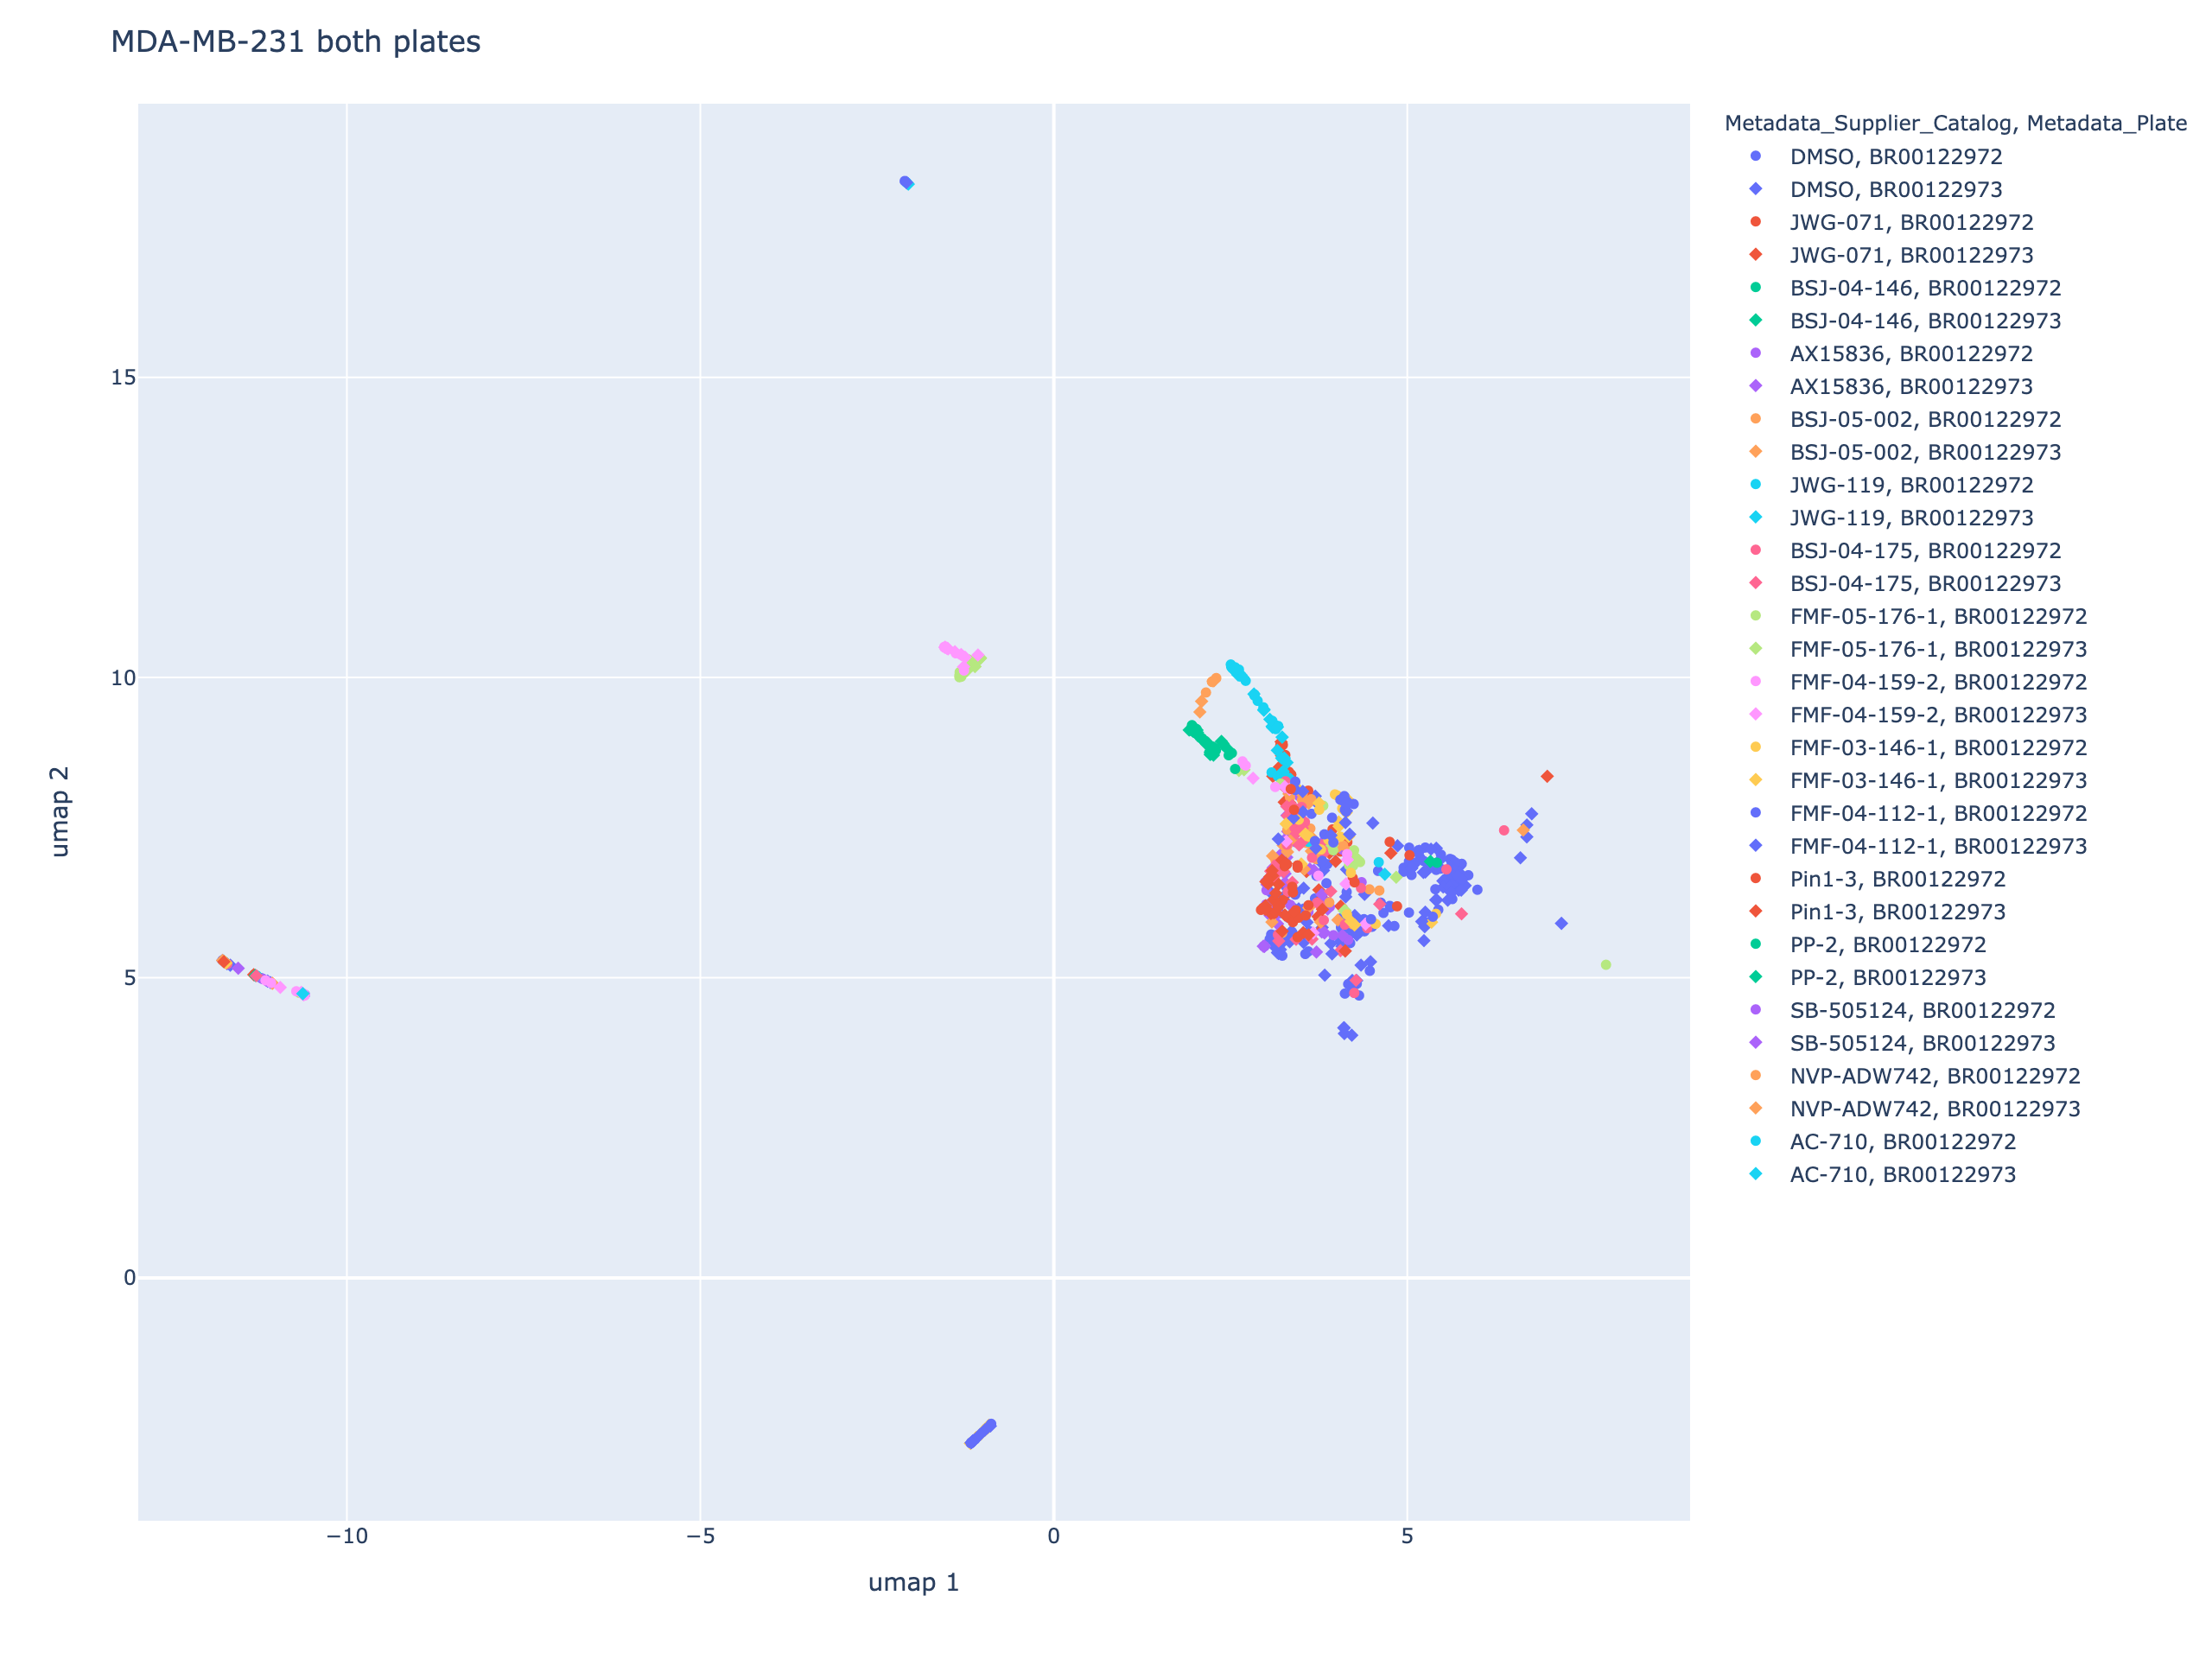 MDA-MB-231 both plates
Metadata_Supplier_Catalog, Metadata_Plate
DMSO, BR00122972
DMSO, BR00122973
JWG-071, BR00122972
JWG-071, BR00122973
BSJ-04-146, BR00122972
BSJ-04-146, BR00122973
AX15836, BR00122972
AX15836, BR00122973
BSJ-05-002, BR00122972
BSJ-05-002, BR00122973
JWG-119, BR00122972
JWG-119, BR00122973
BSJ-04-175, BR00122972
BSJ-04-175, BR00122973
FMF-05-176-1, BR00122972
FMF-05-176-1, BR00122973
FMF-04-159-2, BR00122972
FMF-04-159-2, BR00122973
FMF-03-146-1, BR00122972
FMF-03-146-1, BR00122973
FMF-04-112-1, BR00122972
FMF-04-112-1, BR00122973
Pin1-3, BR00122972
Pin1-3, BR00122973
PP-2, BR00122972
PP-2, BR00122973
SB-505124, BR00122972
SB-505124, BR00122973
NVP-ADW742, BR00122972
NVP-ADW742, BR00122973
AC-710, BR00122972
AC-710, BR00122973
15
10
5
0
umap 2
−10
−5
0
5
umap 1